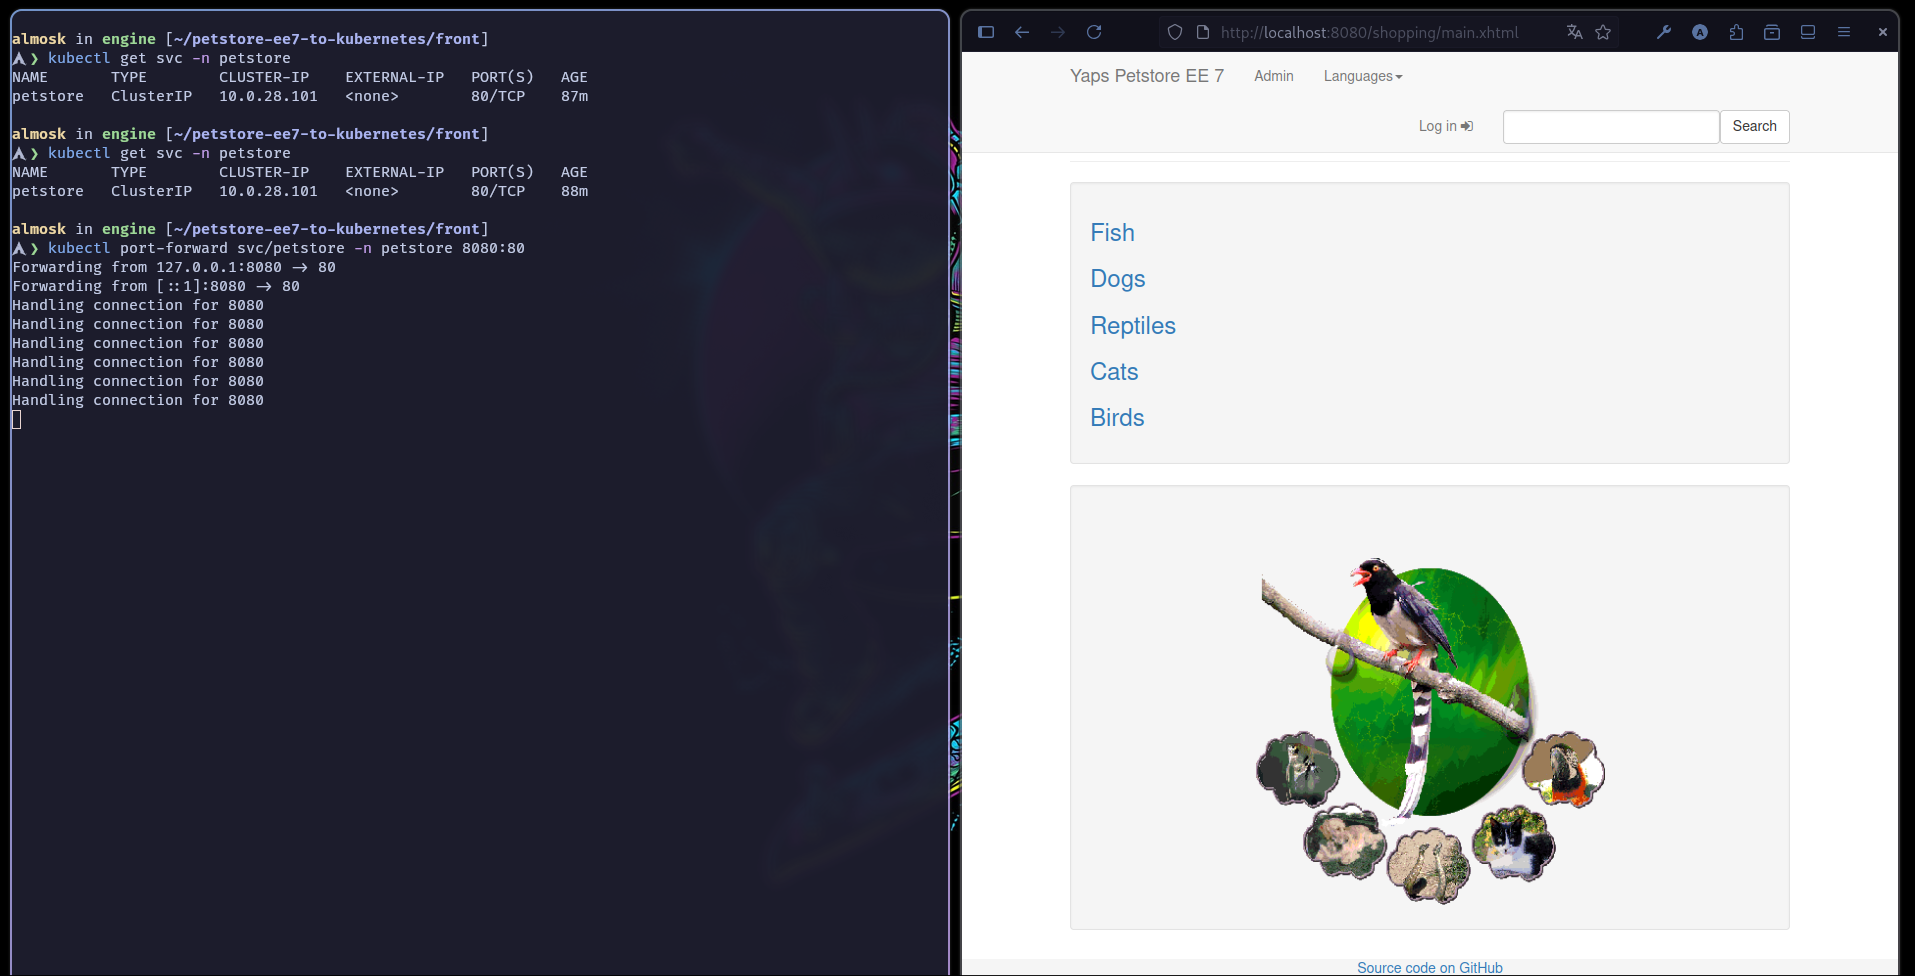 almosk in engine [~/petstore-ee7-to-kubernetes/front]
❯ kubectl get svc -n petstore
NAME       TYPE        CLUSTER-IP    EXTERNAL-IP   PORT(S)   AGE
petstore   ClusterIP   10.0.28.101   <none>        80/TCP    87m
almosk in engine [~/petstore-ee7-to-kubernetes/front]
❯ kubectl get svc -n petstore
NAME       TYPE        CLUSTER-IP    EXTERNAL-IP   PORT(S)   AGE
petstore   ClusterIP   10.0.28.101   <none>        80/TCP    88m
almosk in engine [~/petstore-ee7-to-kubernetes/front]
❯ kubectl port-forward svc/petstore -n petstore 8080:80
Forwarding from 127.0.0.1:8080 -> 80
Forwarding from [::1]:8080 -> 80
Handling connection for 8080
Handling connection for 8080
Handling connection for 8080
Handling connection for 8080
Handling connection for 8080
Handling connection for 8080
http://localhost:8080/shopping/main.xhtml
Yaps Petstore EE 7 Admin Languages
Log in Search
Fish
Dogs
Reptiles
Cats
Birds
Source code on GitHub